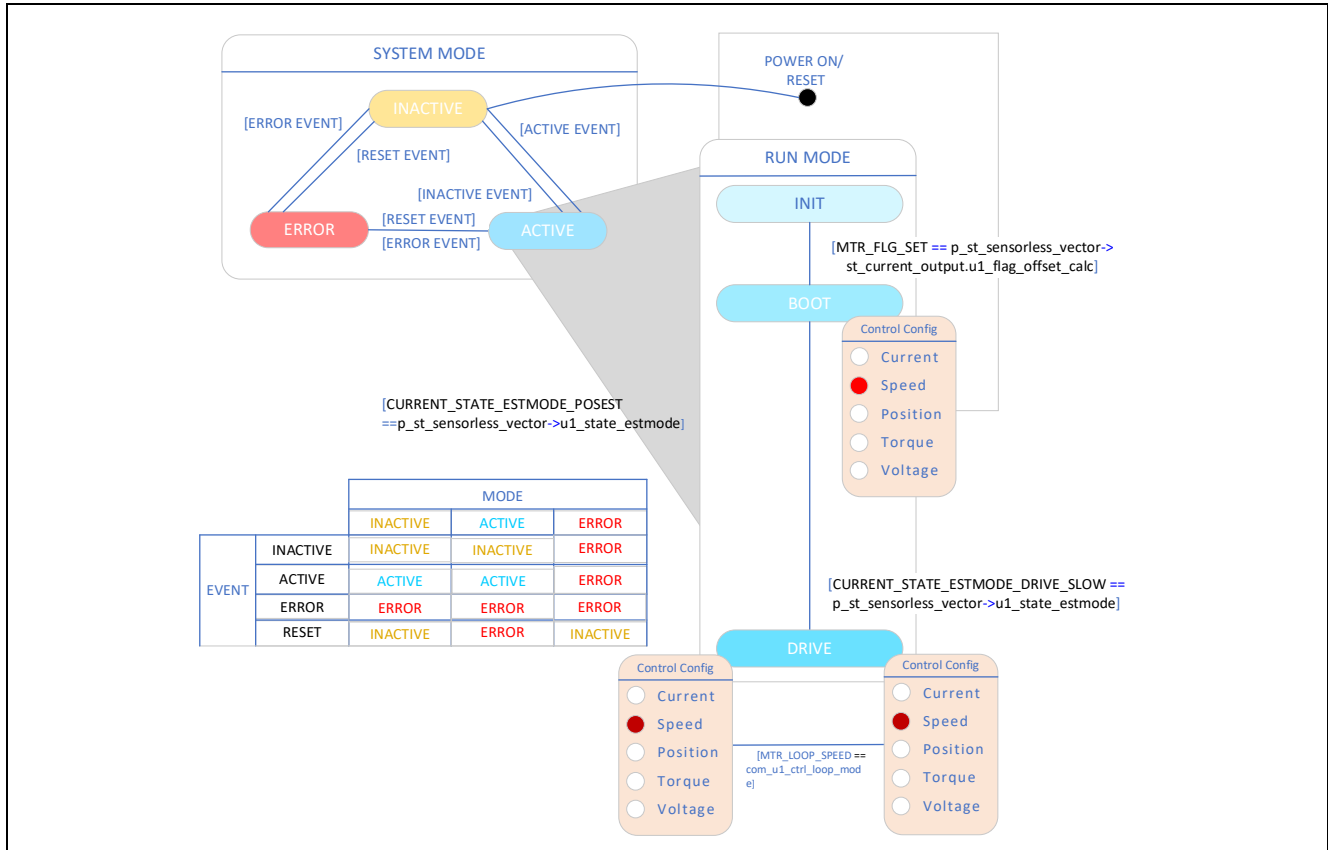 SYSTEM MODE
INACTIVE
[ERROR EVENT]
[ACTIVE EVENT]
[RESET EVENT]
[INACTIVE EVENT]
[RESET EVENT]
ERROR
ACTIVE
[ERROR EVENT]
POWER ON/
RESET
RUN MODE
INIT
[MTR_FLG_SET == p_st_sensorless_vector->
st_current_output.u1_flag_offset_calc]
BOOT
Control Config
Current
Speed
Position
Torque
Voltage
[CURRENT_STATE_ESTMODE_POSEST
==p_st_sensorless_vector->u1_state_estmode]
MODE
INACTIVE ACTIVE ERROR
EVENT
INACTIVE INACTIVE INACTIVE ERROR
ACTIVE ACTIVE ACTIVE ERROR
ERROR ERROR ERROR ERROR
RESET INACTIVE ERROR INACTIVE
[CURRENT_STATE_ESTMODE_DRIVE_SLOW ==
p_st_sensorless_vector->u1_state_estmode]
DRIVE
Control Config
Current
Speed
Position
Torque
Voltage
[MTR_LOOP_SPEED ==
com_u1_ctrl_loop_mod
e]
Control Config
Current
Speed
Position
Torque
Voltage